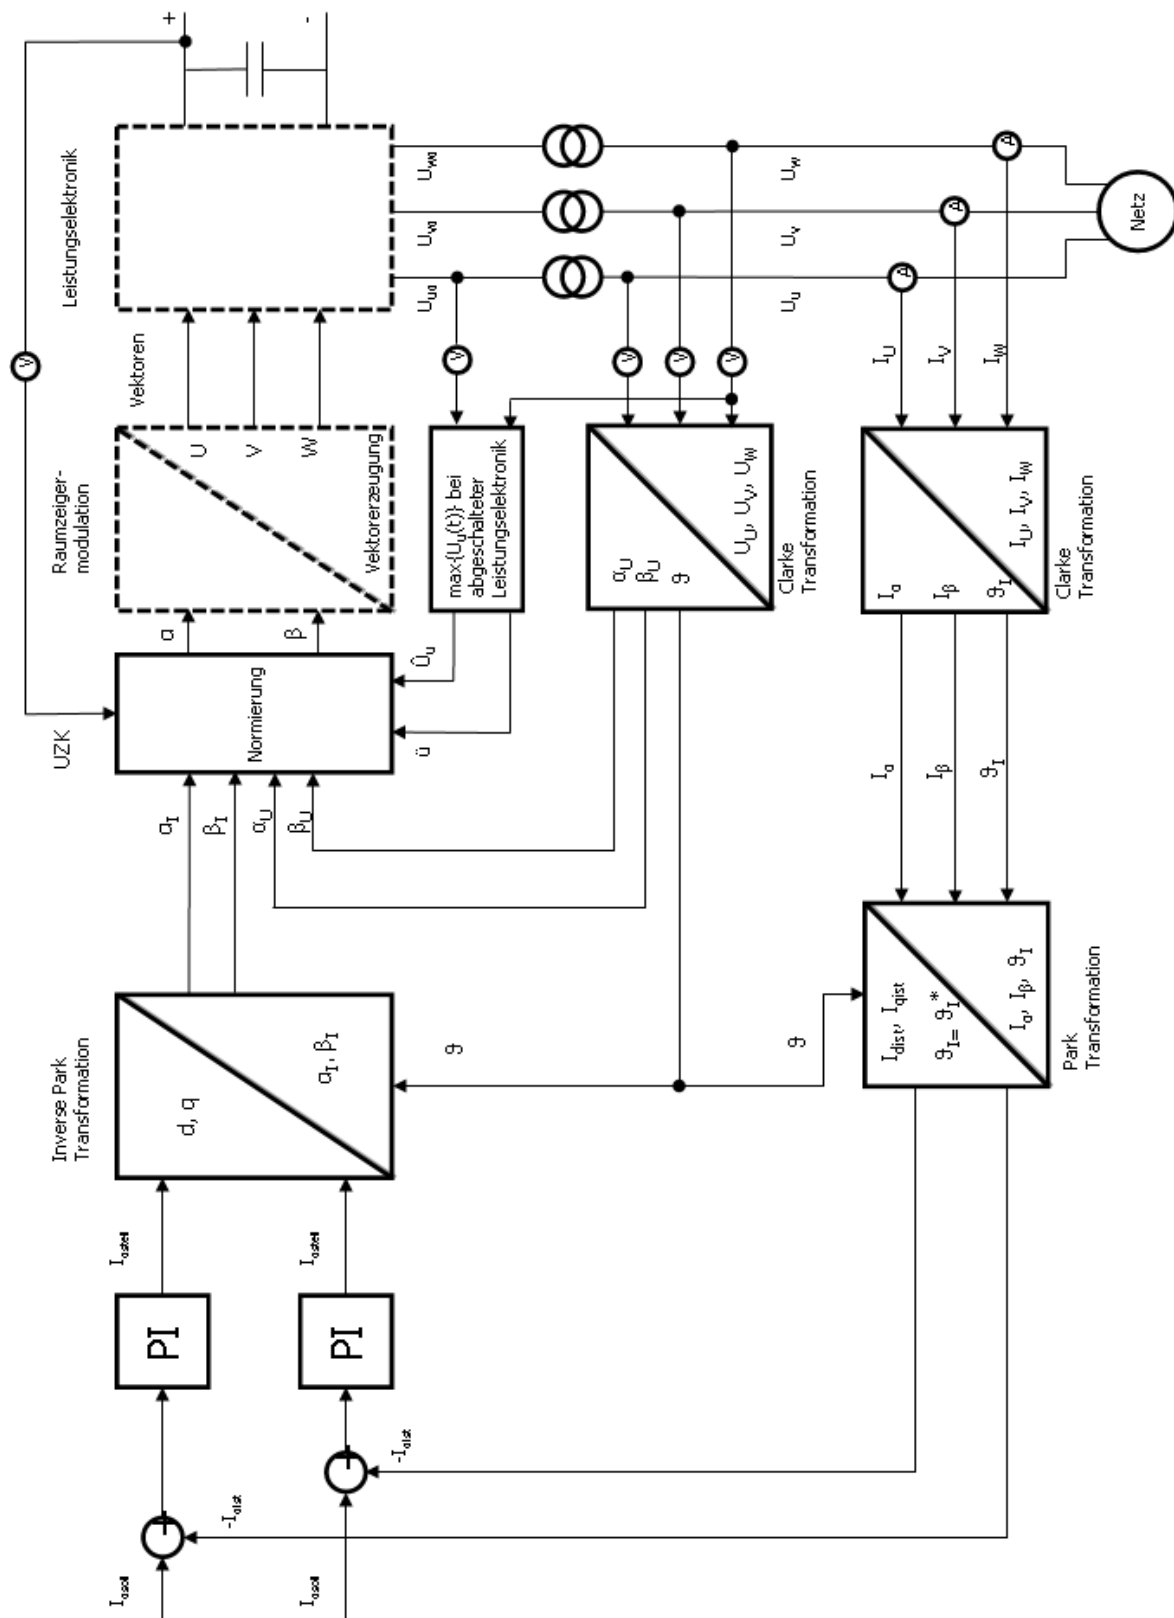 I_dsoll
I_qsoll
-I_qist
-I_dist
PI
PI
Inverse Park
Transformation
d, q
α_I, β_I
ϑ
ϑ
α_I
β_I
α_U
β_U
UZK
Normierung
Û_u
ü
α
β
Raumzeiger-
modulation
Vektorerzeugung
U
V
W
Vektoren
Leistungselektronik
+
-
V
max{U_u(t)} bei
abgeschalteter
Leistungselektronik
V
α_U
β_U
ϑ
U_U, U_V, U_W
Clarke
Transformation
V
V
V
U_u
U_v
U_w
A
A
A
Netz
I_U
I_V
I_W
I_α
I_β
ϑ_I
I_U, I_V, I_W
Clarke
Transformation
I_α
I_β
ϑ_I
I_dist, I_qist
ϑ_I= ϑ_I*
I_α, I_β, ϑ_I
Park
Transformation